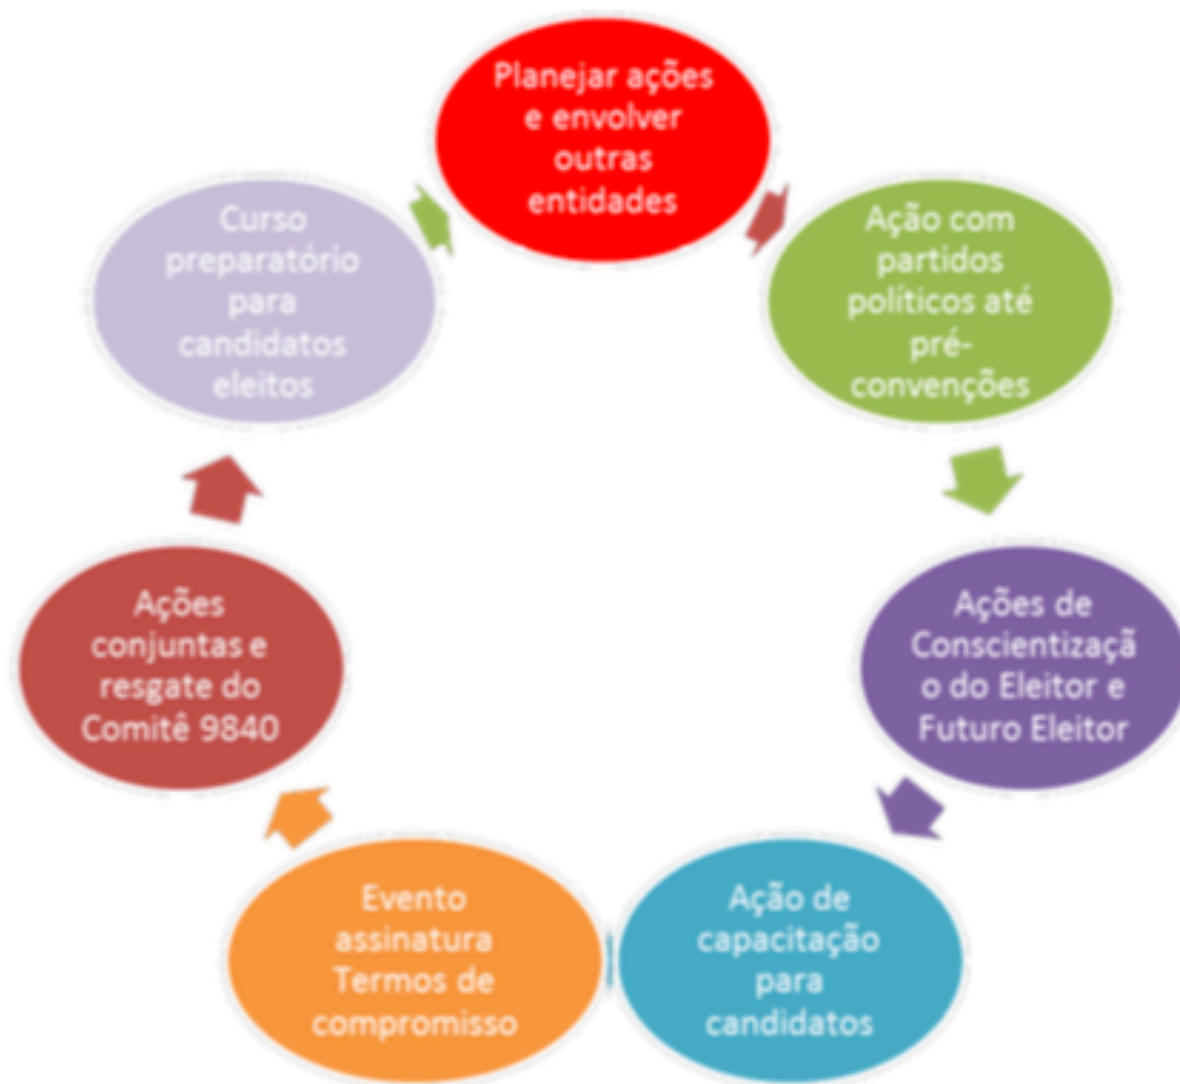 Planejar ações
e envolver
outras
entidades
Ação com
partidos
políticos até
pré-
convenções
Ações de
Conscientizaçã
o do Eleitor e
Futuro Eleitor
Ação de
capacitação
para
candidatos
Evento
assinatura
Termos de
compromisso
Ações
conjuntas e
resgate do
Comitê 9840
Curso
preparatório
para
candidatos
eleitos